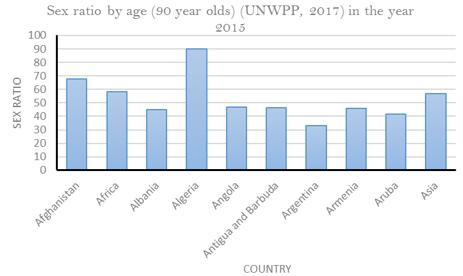 Sex ratio by age (90 year olds) (UNWPP, 2017) in the year
2015
SEX RATIO
100
90
80
70
60
50
40
30
20
10
0
Afghanistan
Africa
Albania
Algeria
Angola
Antigua and Barbuda
Argentina
Armenia
Aruba
Asia
COUNTRY